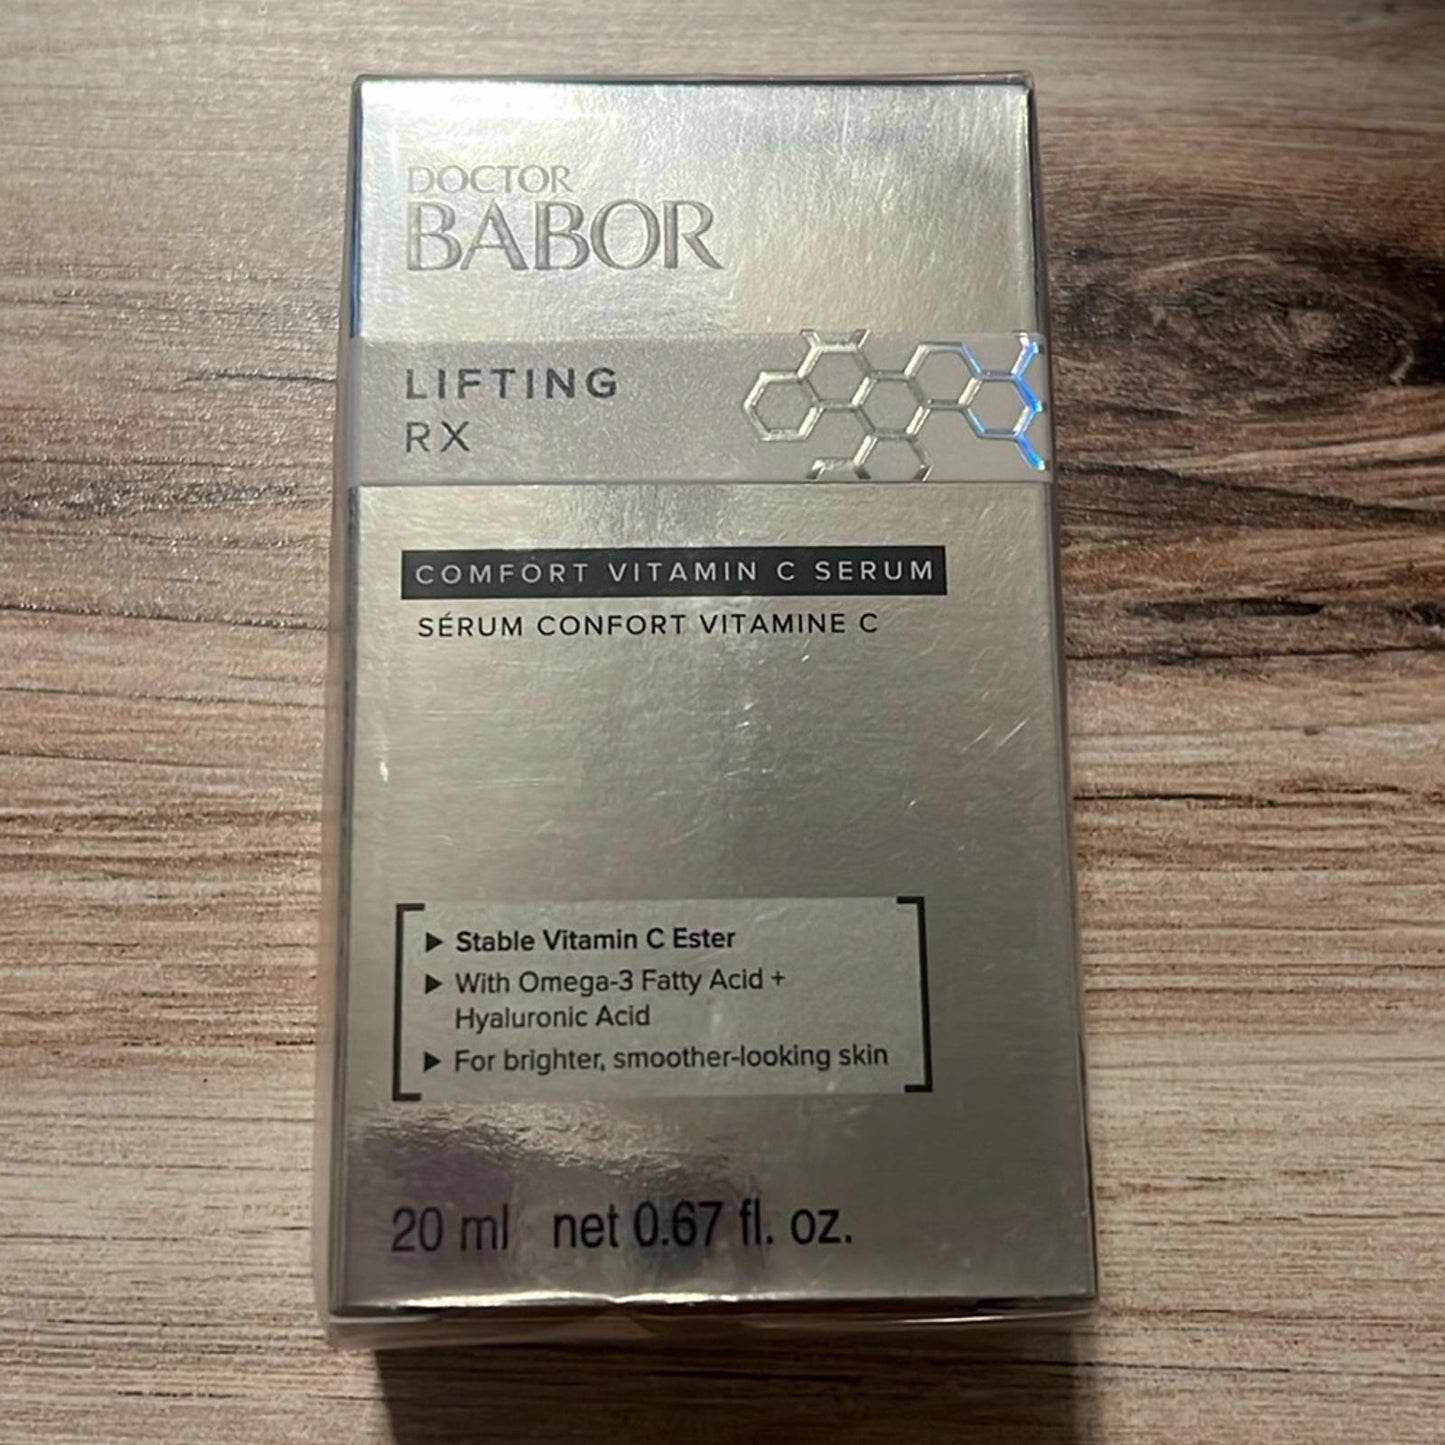 DOCTOR
BABOR
LIFTING
RX
COMFORT VITAMIN C SERUM
SÉRUM CONFORT VITAMINE C
▶ Stable Vitamin C Ester
▶ With Omega-3 Fatty Acid +
Hyaluronic Acid
▶ For brighter, smoother-looking skin
20 ml net 0.67 fl. oz.